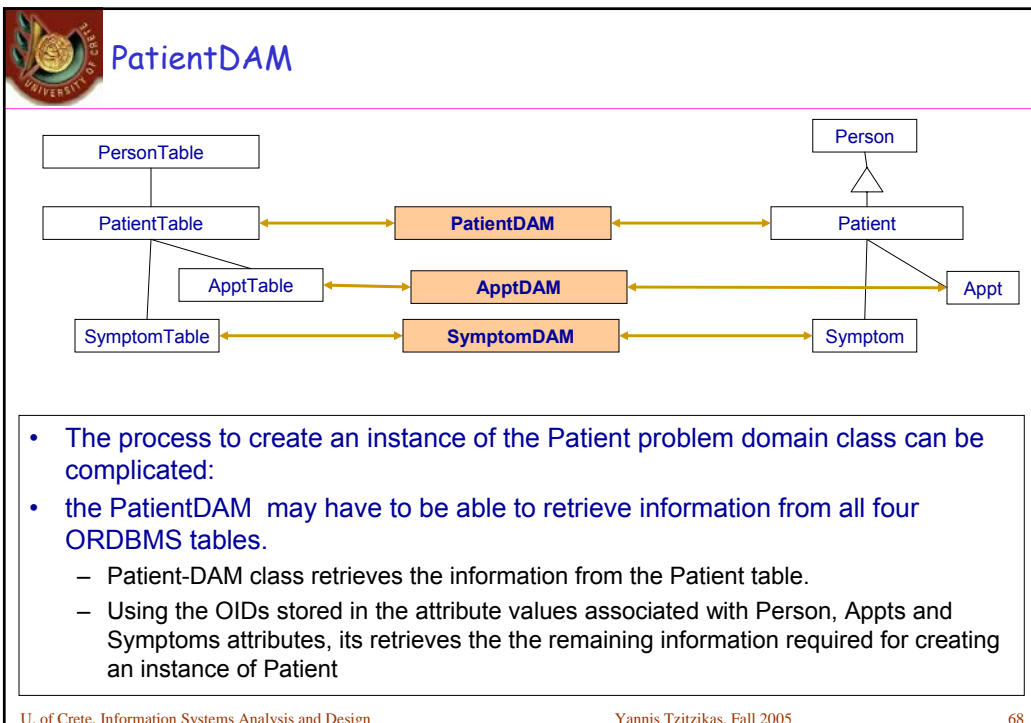 UNIVERSITY OF CRETE
PatientDAM
PersonTable
Person
PatientTable
PatientDAM
Patient
ApptTable
ApptDAM
Appt
SymptomTable
SymptomDAM
Symptom
• The process to create an instance of the Patient problem domain class can be
complicated:
• the PatientDAM may have to be able to retrieve information from all four
ORDBMS tables.
– Patient-DAM class retrieves the information from the Patient table.
– Using the OIDs stored in the attribute values associated with Person, Appts and
Symptoms attributes, its retrieves the the remaining information required for creating
an instance of Patient
U. of Crete, Information Systems Analysis and Design
Yannis Tzitzikas, Fall 2005
68